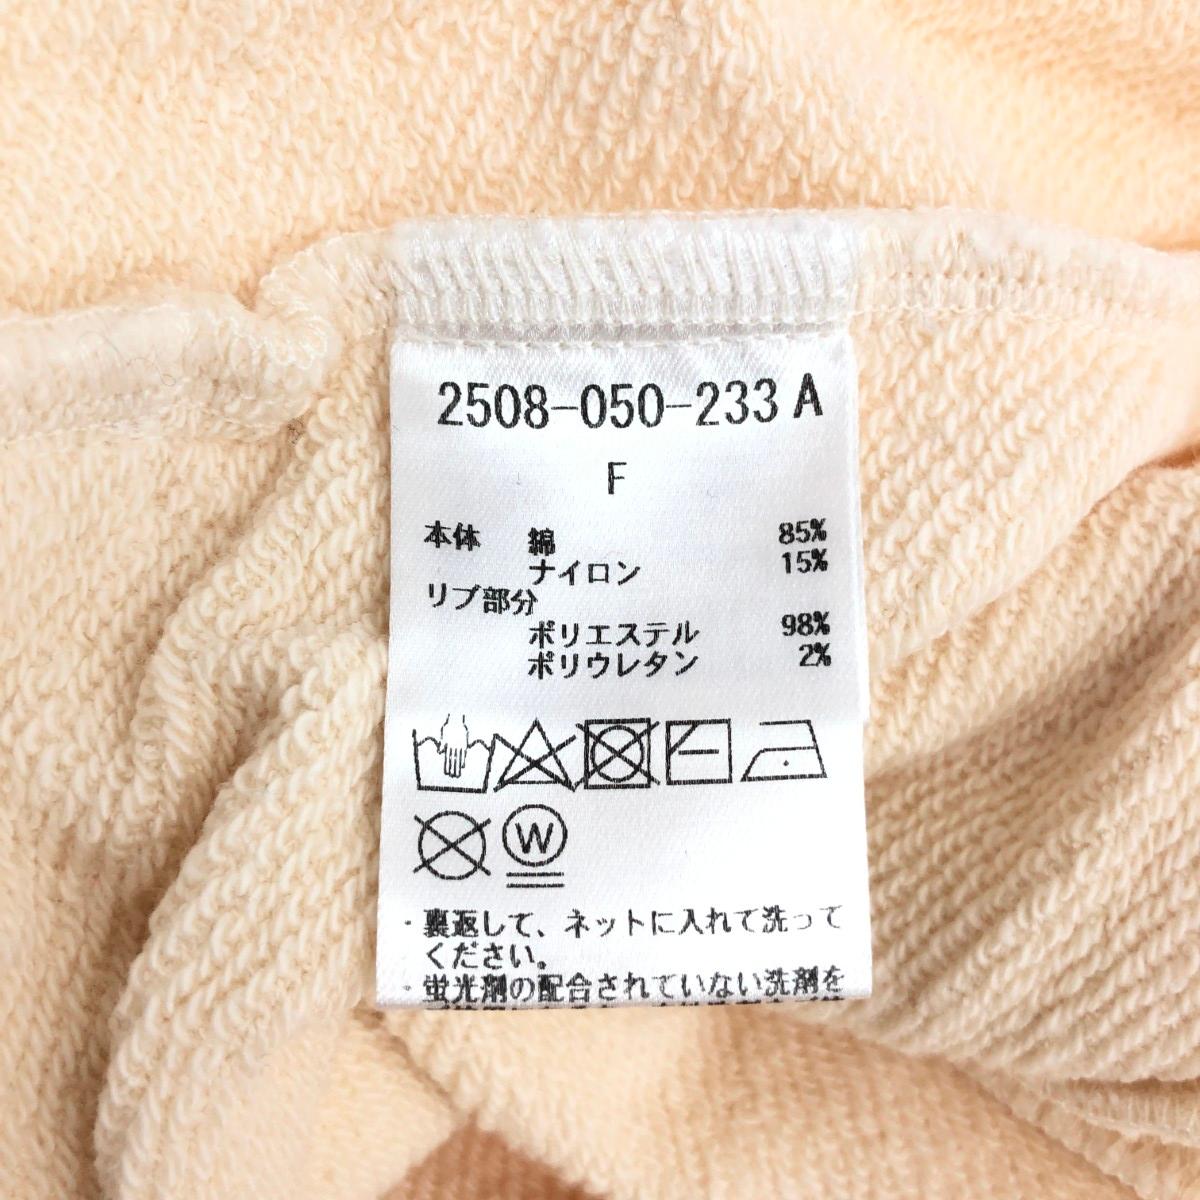 2508-050-233 A
F
本体 綿 85%
ナイロン 15%
リブ部分
ポリエステル 98%
ポリウレタン 2%
W
・裏返して、ネットに入れて洗って
ください。
・蛍光剤の配合されていない洗剤を